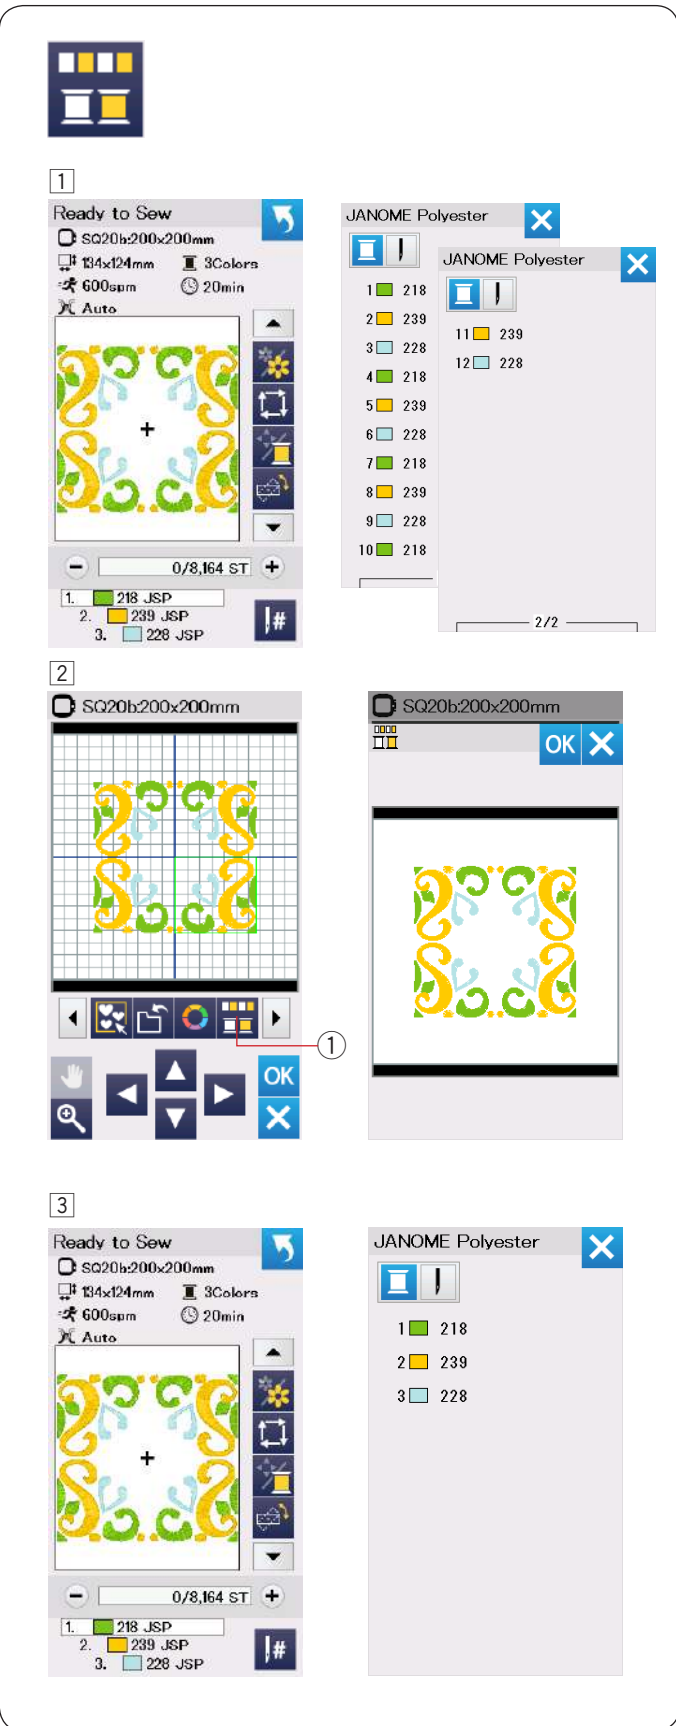 1
Ready to Sew
SQ20b:200x200mm
134x124mm 3Colors
600spm 20min
Auto
0/8,164 ST
1. 218 JSP
2. 239 JSP
3. 228 JSP
#
JANOME Polyester
1 218
2 239
3 228
4 218
5 239
6 228
7 218
8 239
9 228
10 218
JANOME Polyester
11 239
12 228
2/2
2
SQ20b:200x200mm
1
OK
SQ20b:200x200mm
OK
3
Ready to Sew
SQ20b:200x200mm
134x124mm 3Colors
600spm 20min
Auto
0/8,164 ST
1. 218 JSP
2. 239 JSP
3. 228 JSP
#
JANOME Polyester
1 218
2 239
3 228